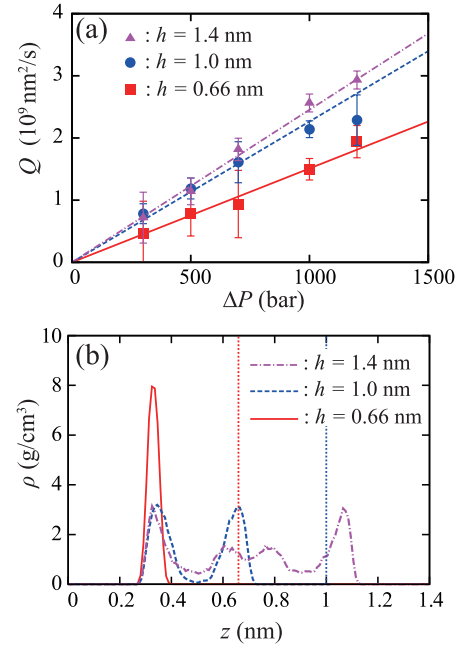 (a)
: h = 1.4 nm
: h = 1.0 nm
: h = 0.66 nm
Q (10⁹ nm²/s)
4
3
2
1
0
0 500 1000 1500
ΔP (bar)
(b)
: h = 1.4 nm
: h = 1.0 nm
: h = 0.66 nm
ρ (g/cm³)
10
8
6
4
2
0
0 0.2 0.4 0.6 0.8 1 1.2 1.4
z (nm)